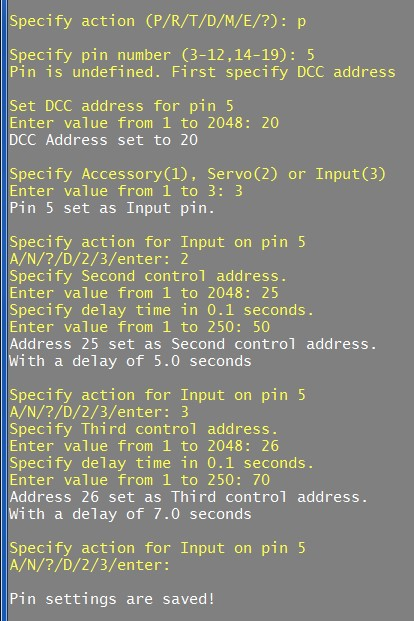 Specify action (P/R/T/D/M/E/?): p
Specify pin number (3-12,14-19): 5
Pin is undefined. First specify DCC address
Set DCC address for pin 5
Enter value from 1 to 2048: 20
DCC Address set to 20
Specify Accessory(1), Servo(2) or Input(3)
Enter value from 1 to 3: 3
Pin 5 set as Input pin.
Specify action for Input on pin 5
A/N/?/D/2/3/enter: 2
Specify Second control address.
Enter value from 1 to 2048: 25
Specify delay time in 0.1 seconds.
Enter value from 1 to 250: 50
Address 25 set as Second control address.
With a delay of 5.0 seconds
Specify action for Input on pin 5
A/N/?/D/2/3/enter: 3
Specify Third control address.
Enter value from 1 to 2048: 26
Specify delay time in 0.1 seconds.
Enter value from 1 to 250: 70
Address 26 set as Third control address.
With a delay of 7.0 seconds
Specify action for Input on pin 5
A/N/?/D/2/3/enter:
Pin settings are saved!